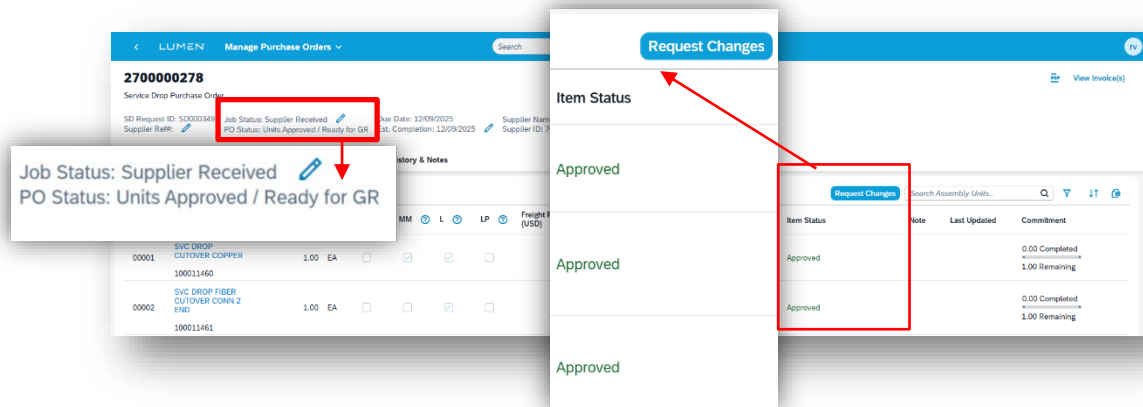 LUMEN Manage Purchase Orders
Search
rv
2700000278
Service Drop Purchase Order
PDF View Invoice(s)
SD Request ID: SD000349
Supplier Ref#:
Job Status: Supplier Received
PO Status: Units Approved / Ready for GR
Due Date: 12/09/2025
Est. Completion: 12/09/2025
Supplier Name
Supplier ID: 7
History & Notes
Job Status: Supplier Received
PO Status: Units Approved / Ready for GR
Request Changes
Item Status
Approved
Approved
Approved
Request Changes
Search Assembly Units..
MM L LP Freight
(USD)
Item Status Note Last Updated Commitment
00001
SVC DROP
CUTOVER COPPER
100011460
1.00 EA
Approved
0.00 Completed
1.00 Remaining
00002
SVC DROP FIBER
CUTOVER CONN 2
END
100011461
1.00 EA
Approved
0.00 Completed
1.00 Remaining